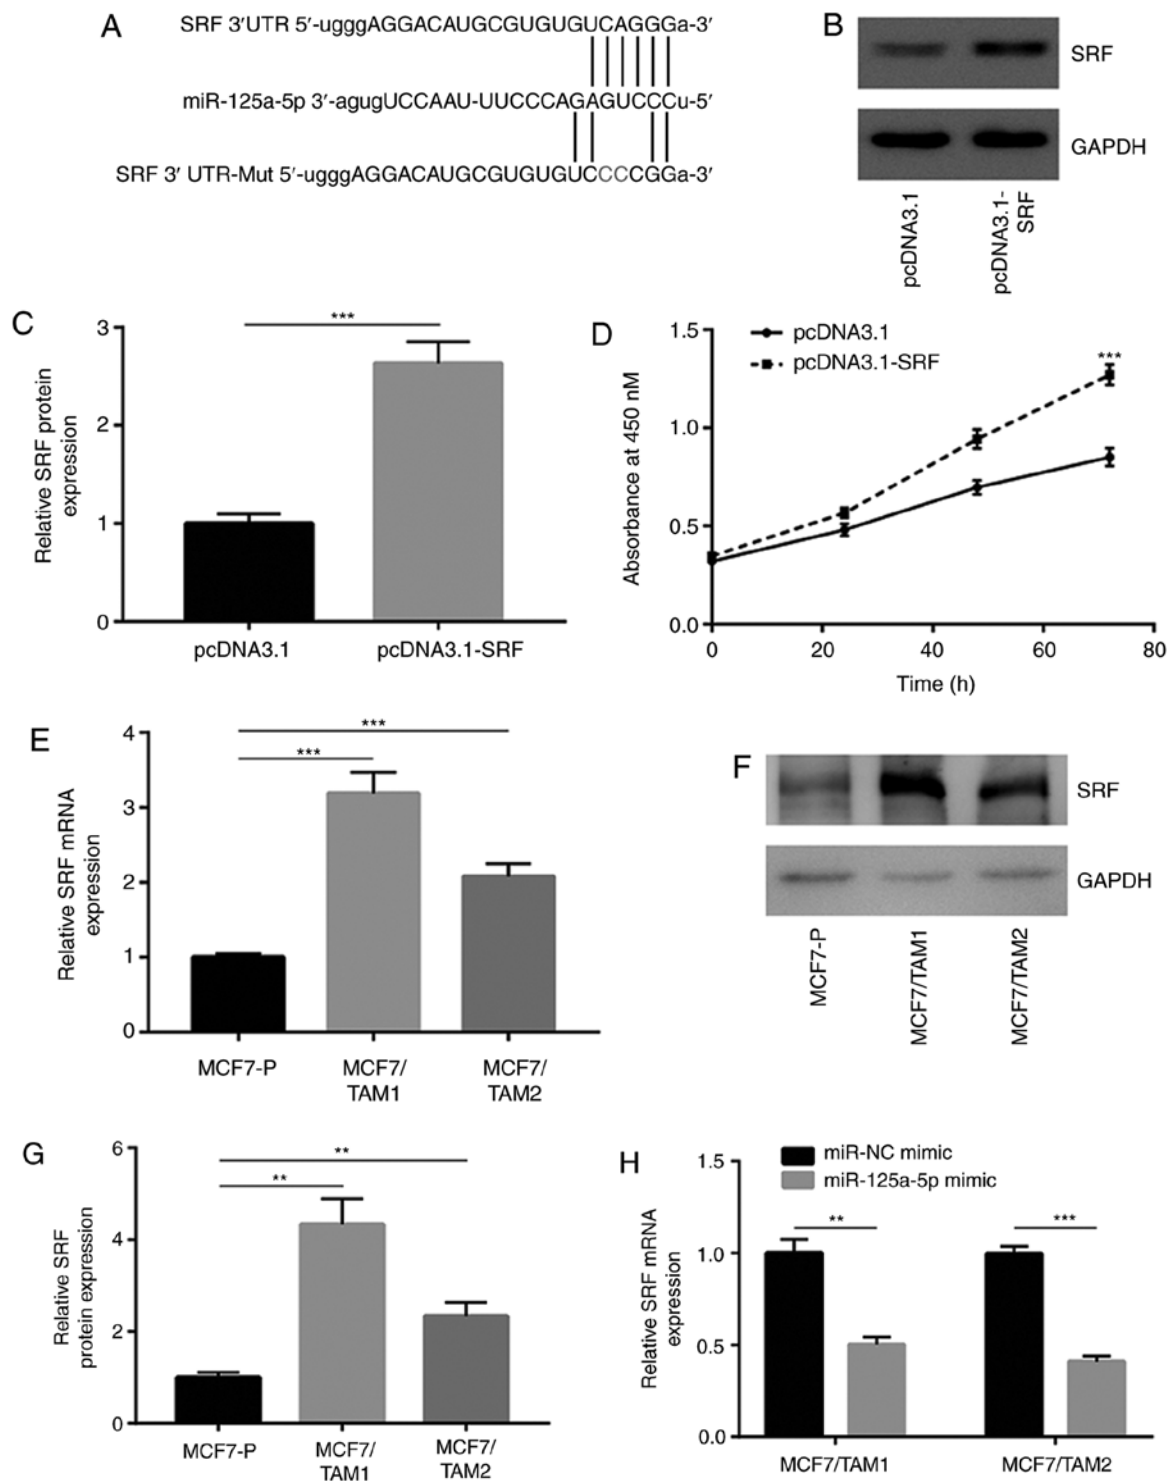 A
SRF 3′UTR 5′-ugggAGGACAUGCGUGUGUCAGGGa-3′
miR-125a-5p 3′-agugUCCAAU-UUCCCAGAGUCCCu-5′
SRF 3′ UTR-Mut 5′-ugggAGGACAUGCGUGUGUCCCCGGa-3′
B
SRF
GAPDH
pcDNA3.1
pcDNA3.1-
SRF
C
Relative SRF protein
expression
3
2
1
0
***
pcDNA3.1
pcDNA3.1-SRF
D
Absorbance at 450 nM
1.5
1.0
0.5
0.0
pcDNA3.1
pcDNA3.1-SRF
***
0
20
40
60
80
Time (h)
E
Relative SRF mRNA
expression
4
3
2
1
0
***
***
MCF7-P
MCF7/
TAM1
MCF7/
TAM2
F
SRF
GAPDH
MCF7-P
MCF7/TAM1
MCF7/TAM2
G
Relative SRF
protein expression
6
4
2
0
**
**
MCF7-P
MCF7/
TAM1
MCF7/
TAM2
H
Relative SRF mRNA
expression
1.5
1.0
0.5
0.0
miR-NC mimic
miR-125a-5p mimic
**
***
MCF7/TAM1
MCF7/TAM2